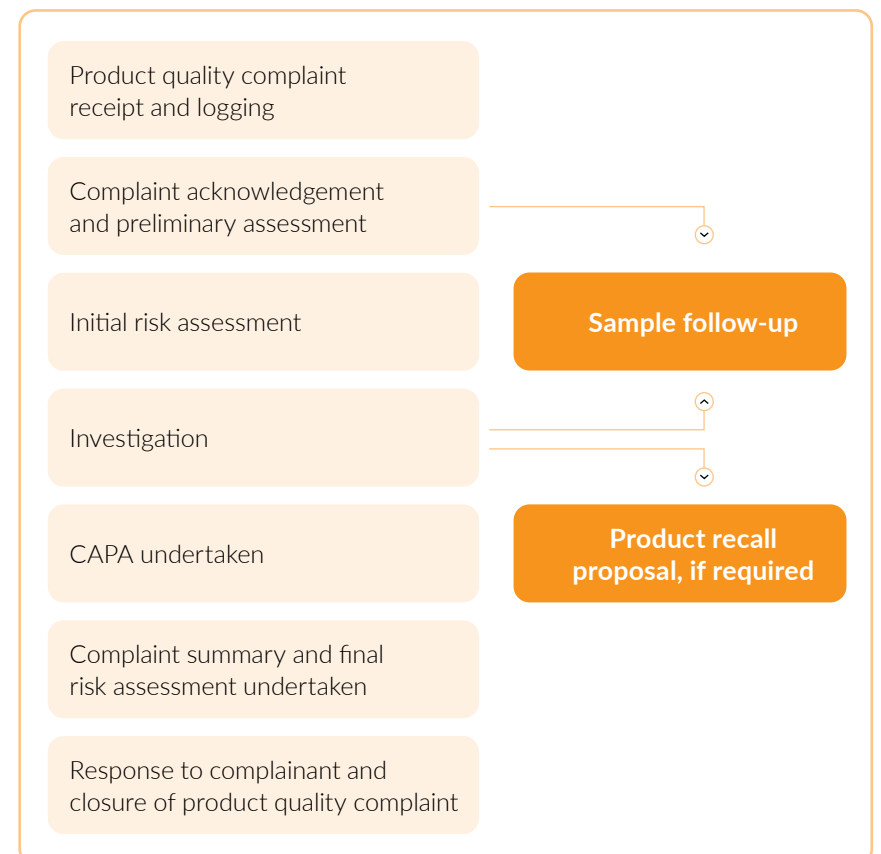 Product quality complaint
receipt and logging
Complaint acknowledgement
and preliminary assessment
Initial risk assessment
Sample follow-up
Investigation
CAPA undertaken
Product recall
proposal, if required
Complaint summary and final
risk assessment undertaken
Response to complainant and
closure of product quality complaint